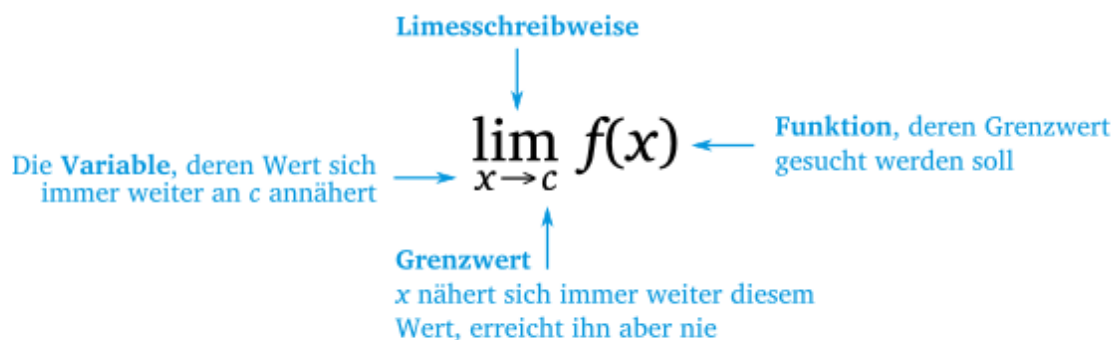 Limesschreibweise
lim f(x)
x→c
Funktion, deren Grenzwert
gesucht werden soll
Die Variable, deren Wert sich
immer weiter an c annähert
Grenzwert
x nähert sich immer weiter diesem
Wert, erreicht ihn aber nie